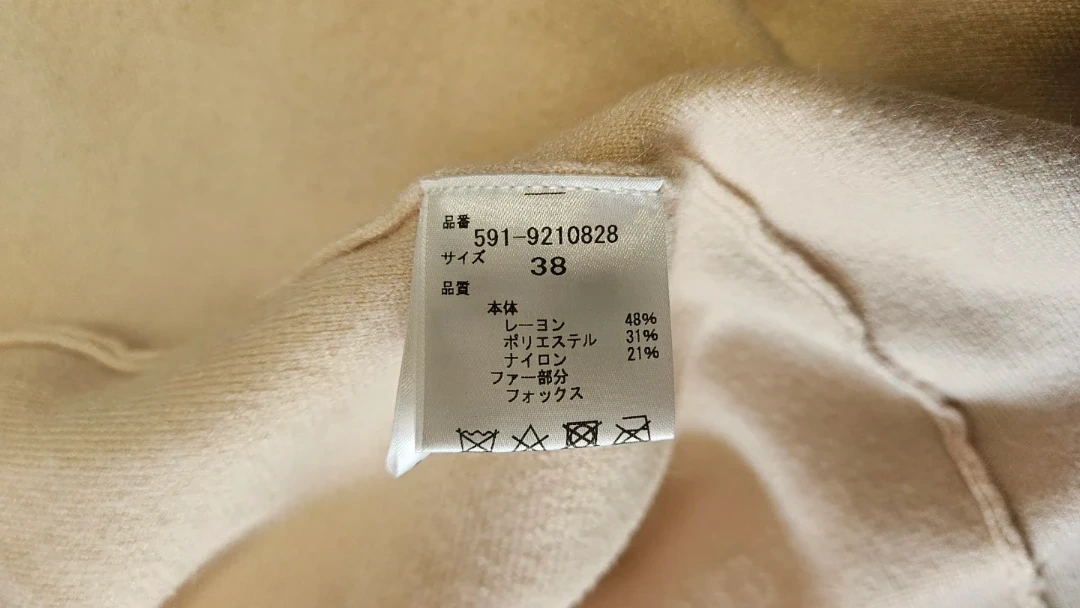 品番
591-9210828
サイズ 38
品質
本体
レーヨン 48%
ポリエステル 31%
ナイロン 21%
ファー部分
フォックス